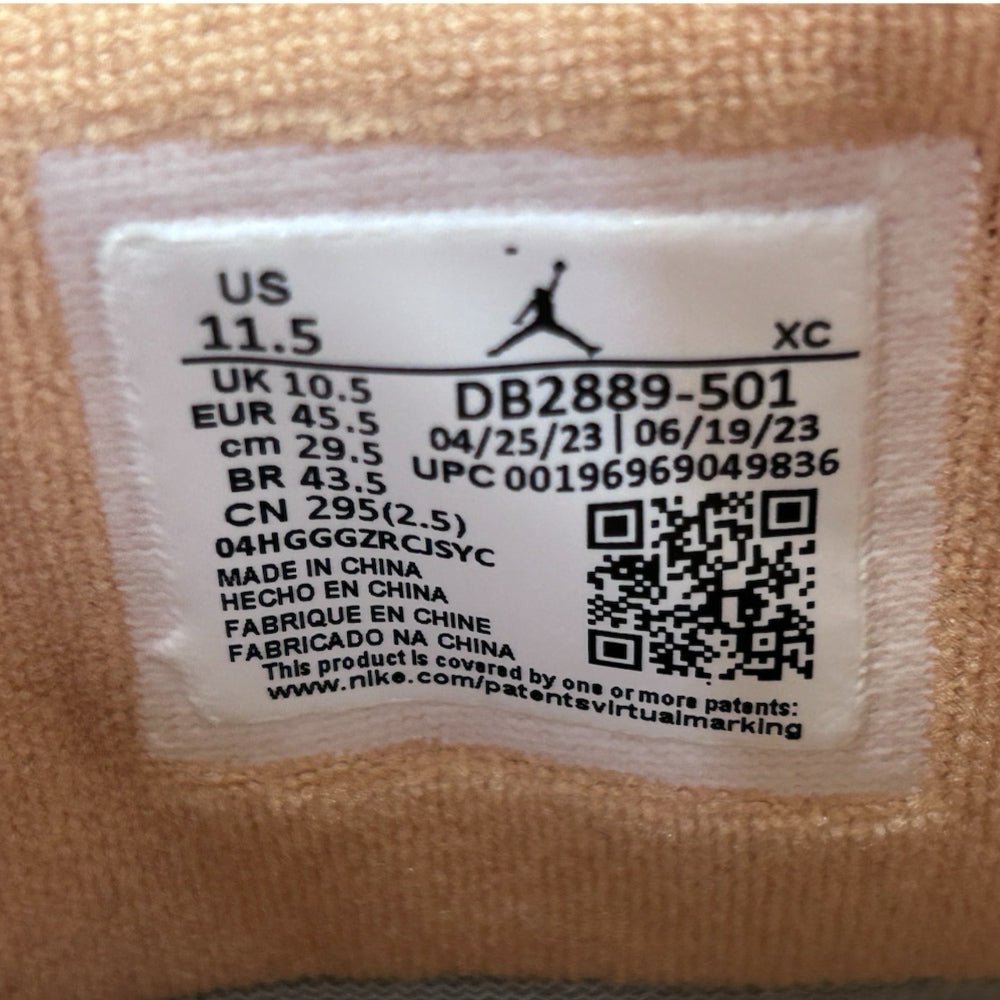 US
11.5
XC
UK 10.5
EUR 45.5
cm 29.5
BR 43.5
CN 295(2.5)
DB2889-501
04/25/23 | 06/19/23
UPC 00196969049836
04HGGGZRCJSYC
MADE IN CHINA
HECHO EN CHINA
FABRIQUE EN CHINE
FABRICADO NA CHINA
This product is covered by one or more patents:
www.nike.com/patentsvirtualmarking